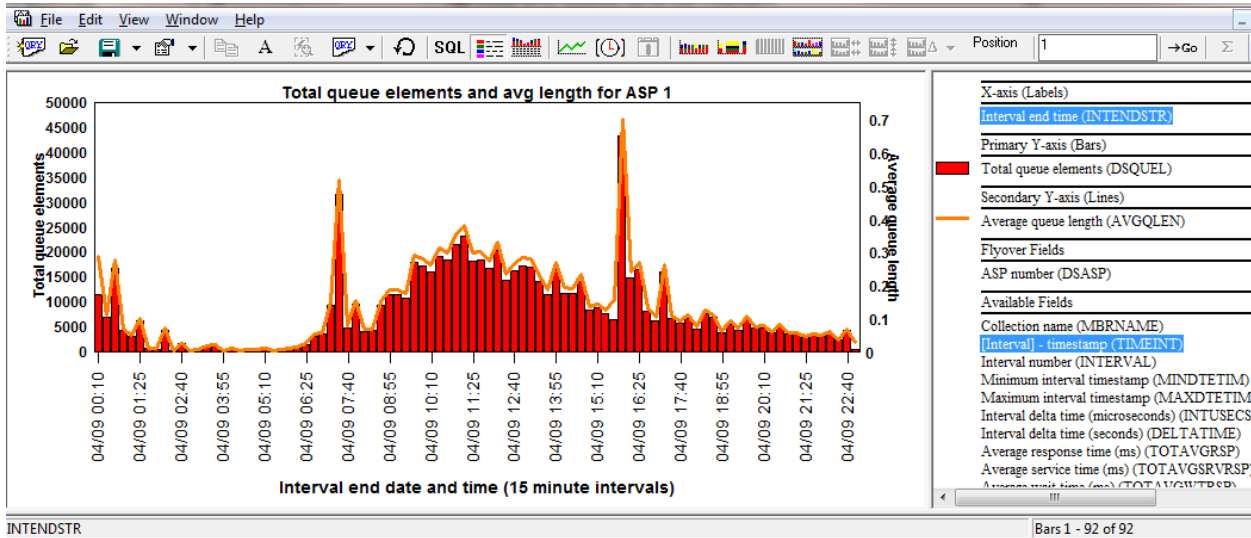 File Edit View Window Help
QRY QRY SQL Position 1 →Go Σ
Total queue elements and avg length for ASP 1
50000
45000
40000
35000
30000
25000
20000
15000
10000
5000
0
Total queue elements
0.7
0.6
0.5
0.4
0.3
0.2
0.1
0
Average queue length
04/09 00:10
04/09 01:25
04/09 02:40
04/09 03:55
04/09 05:10
04/09 06:25
04/09 07:40
04/09 08:55
04/09 10:10
04/09 11:25
04/09 12:40
04/09 13:55
04/09 15:10
04/09 16:25
04/09 17:40
04/09 18:55
04/09 20:10
04/09 21:25
04/09 22:40
Interval end date and time (15 minute intervals)
X-axis (Labels)
Interval end time (INTENDSTR)
Primary Y-axis (Bars)
Total queue elements (DSQUEL)
Secondary Y-axis (Lines)
Average queue length (AVGQLEN)
Flyover Fields
ASP number (DSASP)
Available Fields
Collection name (MBRNAME)
[Interval] - timestamp (TIMEINT)
Interval number (INTERVAL)
Minimum interval timestamp (MINDTETIM)
Maximum interval timestamp (MAXDTETIM
Interval delta time (microseconds) (INTUSECS
Interval delta time (seconds) (DELTATIME)
Average response time (ms) (TOTAVGRSP)
Average service time (ms) (TOTAVGSRVRSP)
Average wait time (ms) (TOTAVGWTRSP)
INTENDSTR
Bars 1 - 92 of 92